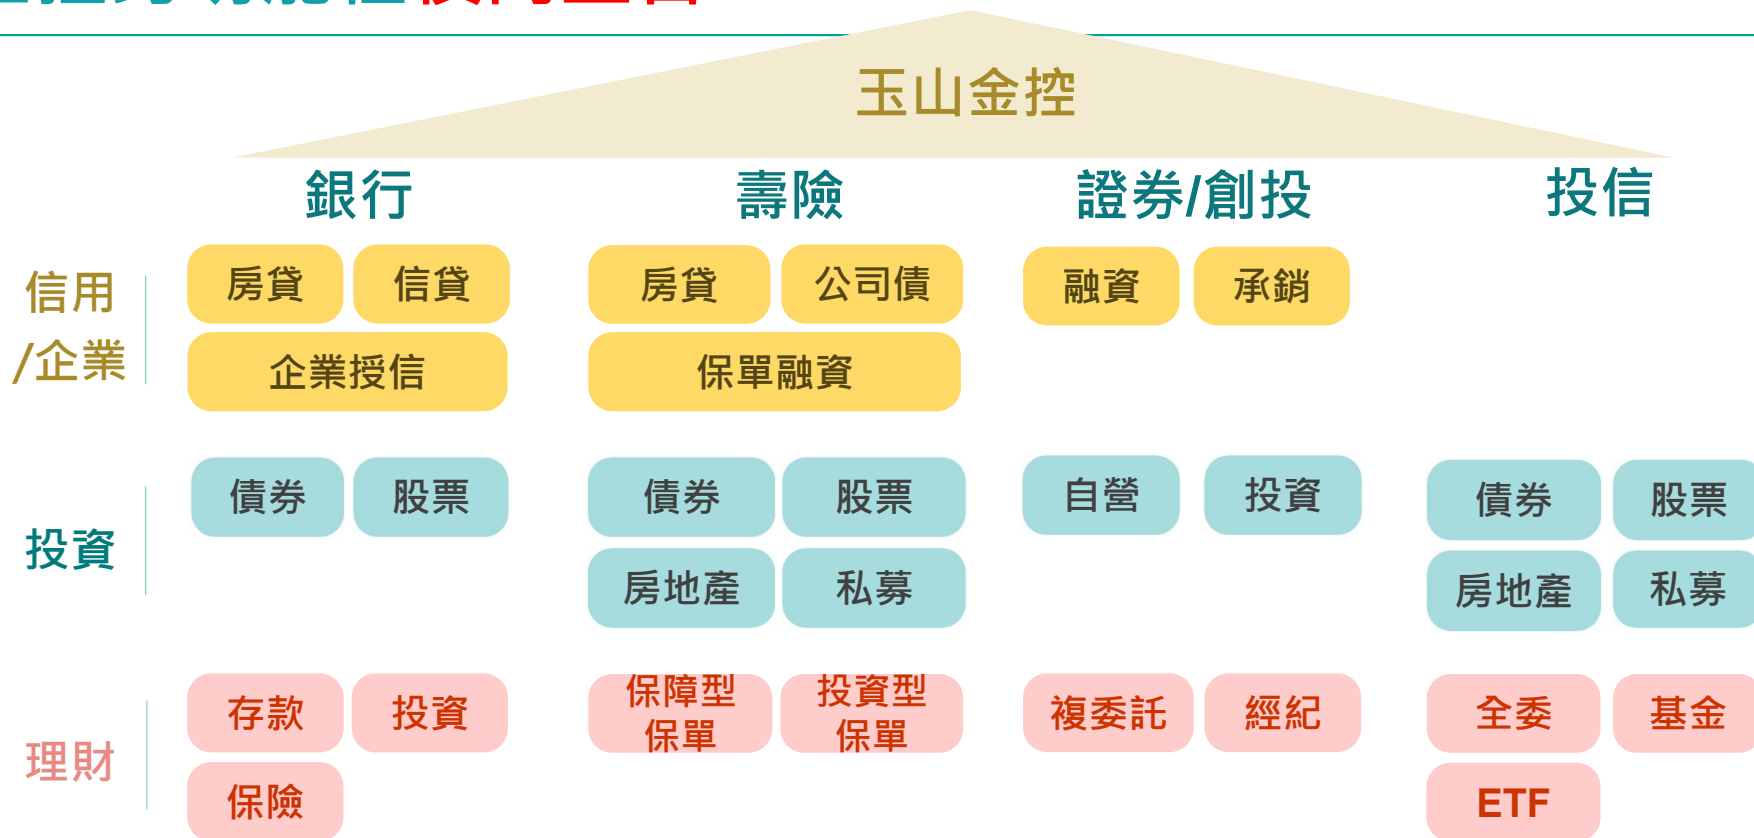 玉山金控
銀行 壽險 證券/創投 投信
信用
/企業
房貸 信貸 房貸 公司債 融資 承銷
企業授信 保單融資
投資
債券 股票 債券 股票 自營 投資 債券 股票
房地產 私募 房地產 私募
理財
存款 投資 保障型 投資型 複委託 經紀 全委 基金
保單 保單
保險 ETF